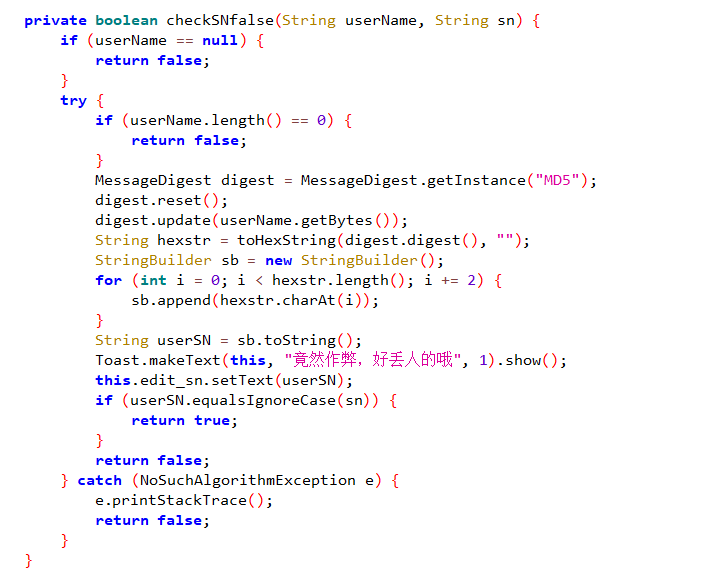 private boolean checkSNfalse(String userName, String sn) {
    if (userName == null) {
        return false;
    }
    try {
        if (userName.length() == 0) {
            return false;
        }
        MessageDigest digest = MessageDigest.getInstance("MD5");
        digest.reset();
        digest.update(userName.getBytes());
        String hexstr = toHexString(digest.digest(), "");
        StringBuilder sb = new StringBuilder();
        for (int i = 0; i < hexstr.length(); i += 2) {
            sb.append(hexstr.charAt(i));
        }
        String userSN = sb.toString();
        Toast.makeText(this, "竟然作弊，好丢人的哦", 1).show();
        this.edit_sn.setText(userSN);
        if (userSN.equalsIgnoreCase(sn)) {
            return true;
        }
        return false;
    } catch (NoSuchAlgorithmException e) {
        e.printStackTrace();
        return false;
    }
}